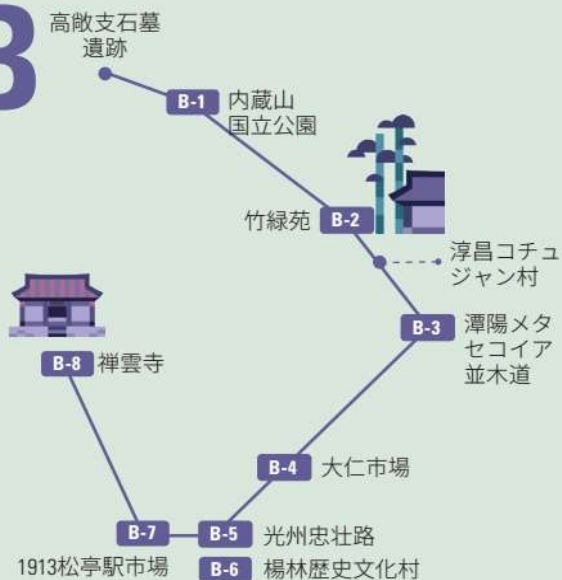 B
高敞支石墓
遺跡
B-1
内蔵山
国立公園
竹緑苑
B-2
淳昌コチュ
ジャン村
B-3
潭陽メタ
セコイア
並木道
B-8
禅雲寺
B-4
大仁市場
B-7
B-5
光州忠壮路
1913松亭駅市場
B-6
楊林歴史文化村